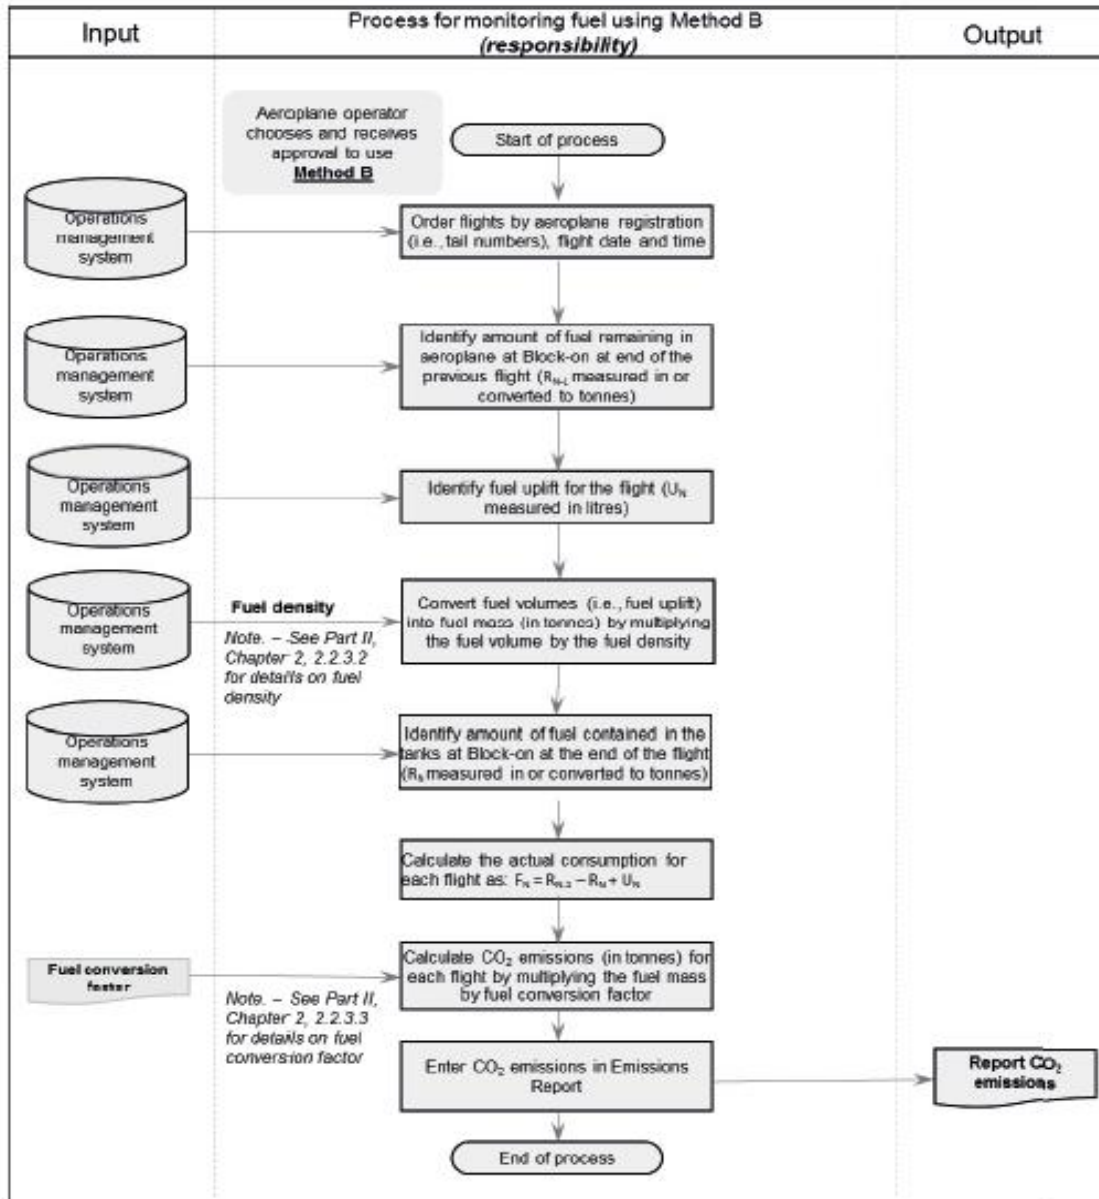 Input
Process for monitoring fuel using Method B
(responsibility)
Output
Aeroplane operator
chooses and receives
approval to use
Method B
Start of process
Operations
management
system
Order flights by aeroplane registration
(i.e., tail numbers), flight date and time
Operations
management
system
Identify amount of fuel remaining in
aeroplane at Block-on at end of the
previous flight (R_N-1 measured in or
converted to tonnes)
Operations
management
system
Identify fuel uplift for the flight (U_N
measured in litres)
Operations
management
system
Fuel density
Note. – See Part II,
Chapter 2, 2.2.3.2
for details on fuel
density
Convert fuel volumes (i.e., fuel uplift)
into fuel mass (in tonnes) by multiplying
the fuel volume by the fuel density
Operations
management
system
Identify amount of fuel contained in the
tanks at Block-on at the end of the flight
(R_N measured in or converted to tonnes)
Calculate the actual consumption for
each flight as: F_N = R_N-1 – R_N + U_N
Fuel conversion
factor
Note. – See Part II,
Chapter 2, 2.2.3.3
for details on fuel
conversion factor
Calculate CO₂ emissions (in tonnes) for
each flight by multiplying the fuel mass
by fuel conversion factor
Enter CO₂ emissions in Emissions
Report
Report CO₂
emissions
End of process